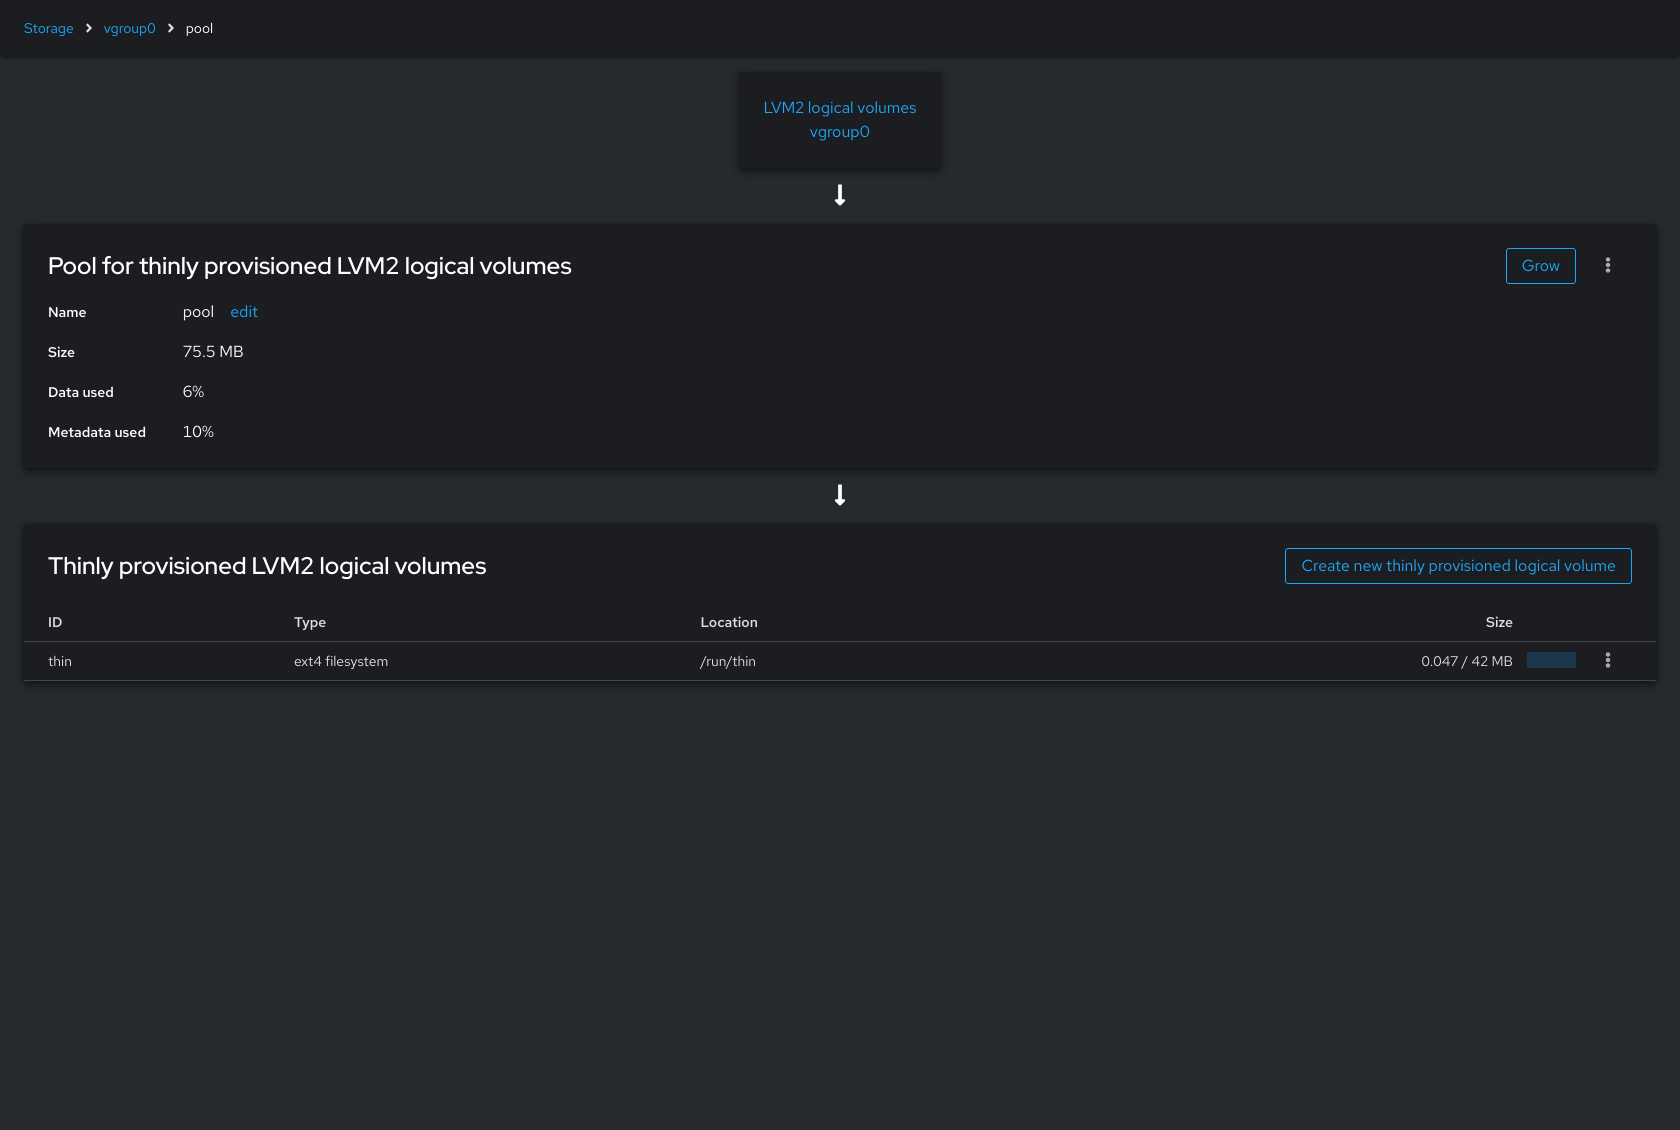 Storage > vgroup0 > pool
LVM2 logical volumes
vgroup0
Pool for thinly provisioned LVM2 logical volumes
Grow
Name pool edit
Size 75.5 MB
Data used 6%
Metadata used 10%
Thinly provisioned LVM2 logical volumes
Create new thinly provisioned logical volume
ID Type Location Size
thin ext4 filesystem /run/thin 0.047 / 42 MB